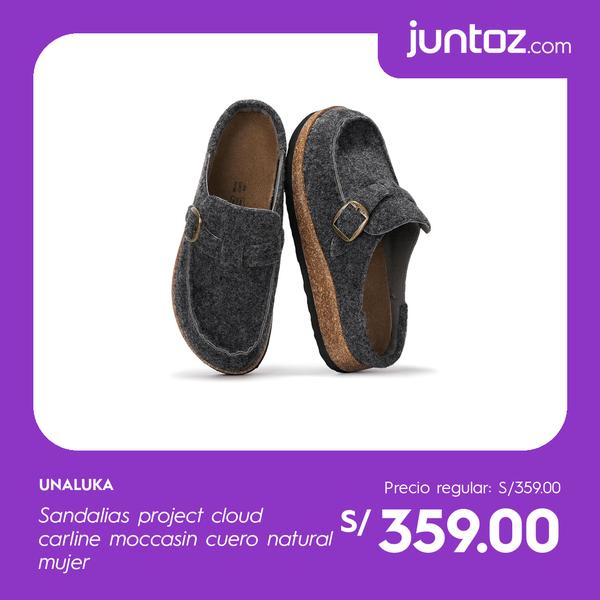 juntoz.com
UNALUKA
Sandalias project cloud
carline moccasin cuero natural
mujer
Precio regular: S/359.00
S/ 359.00